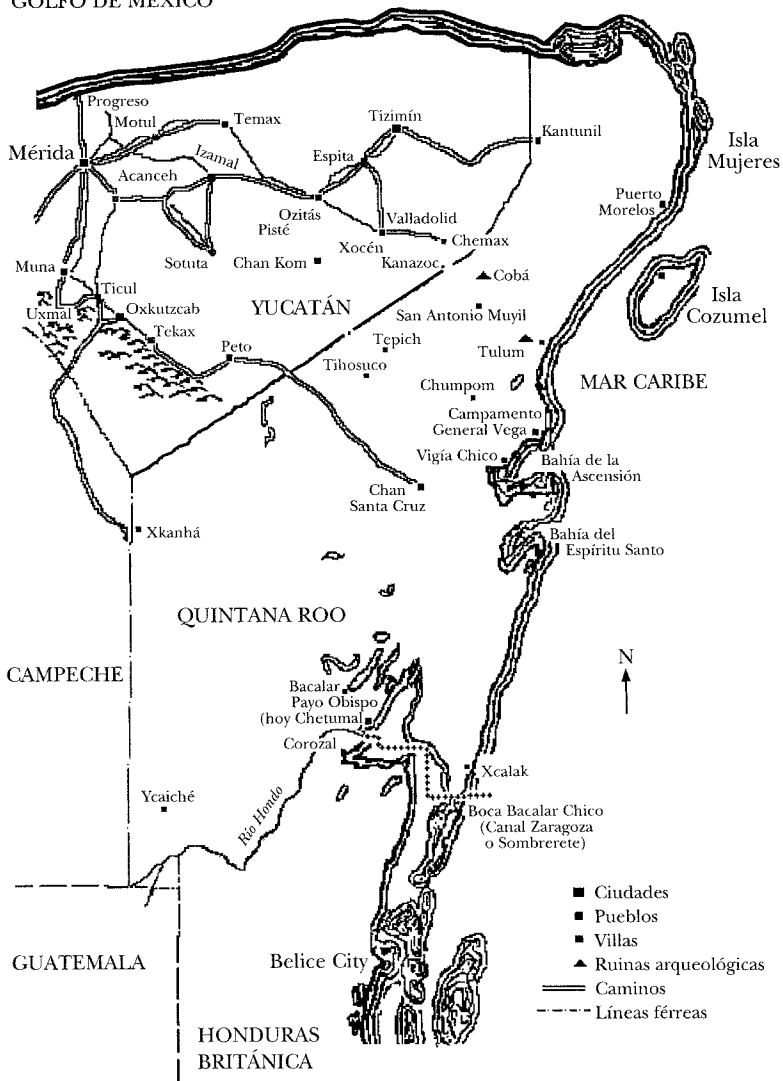 GOLFO DE MÉXICO
Progreso
Motul
Temax
Tizimín
Kantunil
Isla
Mujeres
Mérida
Izamal
Espita
Acanceh
Puerto
Morelos
Ozitás
Pisté
Valladolid
Xocén
Chemax
Muna
Sotuta
Chan Kom
Kanazoc
Cobá
Ticul
Isla
Cozumel
Uxmal
Oxkutzcab
YUCATÁN
San Antonio Muyil
Tekax
Tepich
Tulum
Peto
Tihosuco
MAR CARIBE
Chumpom
Campamento
General Vega
Vigía Chico
Bahía de la
Ascensión
Chan
Santa Cruz
Xkanhá
Bahía del
Espíritu Santo
QUINTANA ROO
CAMPECHE
N
Bacalar
Payo Obispo
(hoy Chetumal)
Corozal
Xcalak
Ycaiché
Río Hondo
Boca Bacalar Chico
(Canal Zaragoza
o Sombrerete)
Ciudades
Pueblos
Villas
Ruinas arqueológicas
Caminos
Líneas férreas
GUATEMALA
Belice City
HONDURAS
BRITÁNICA